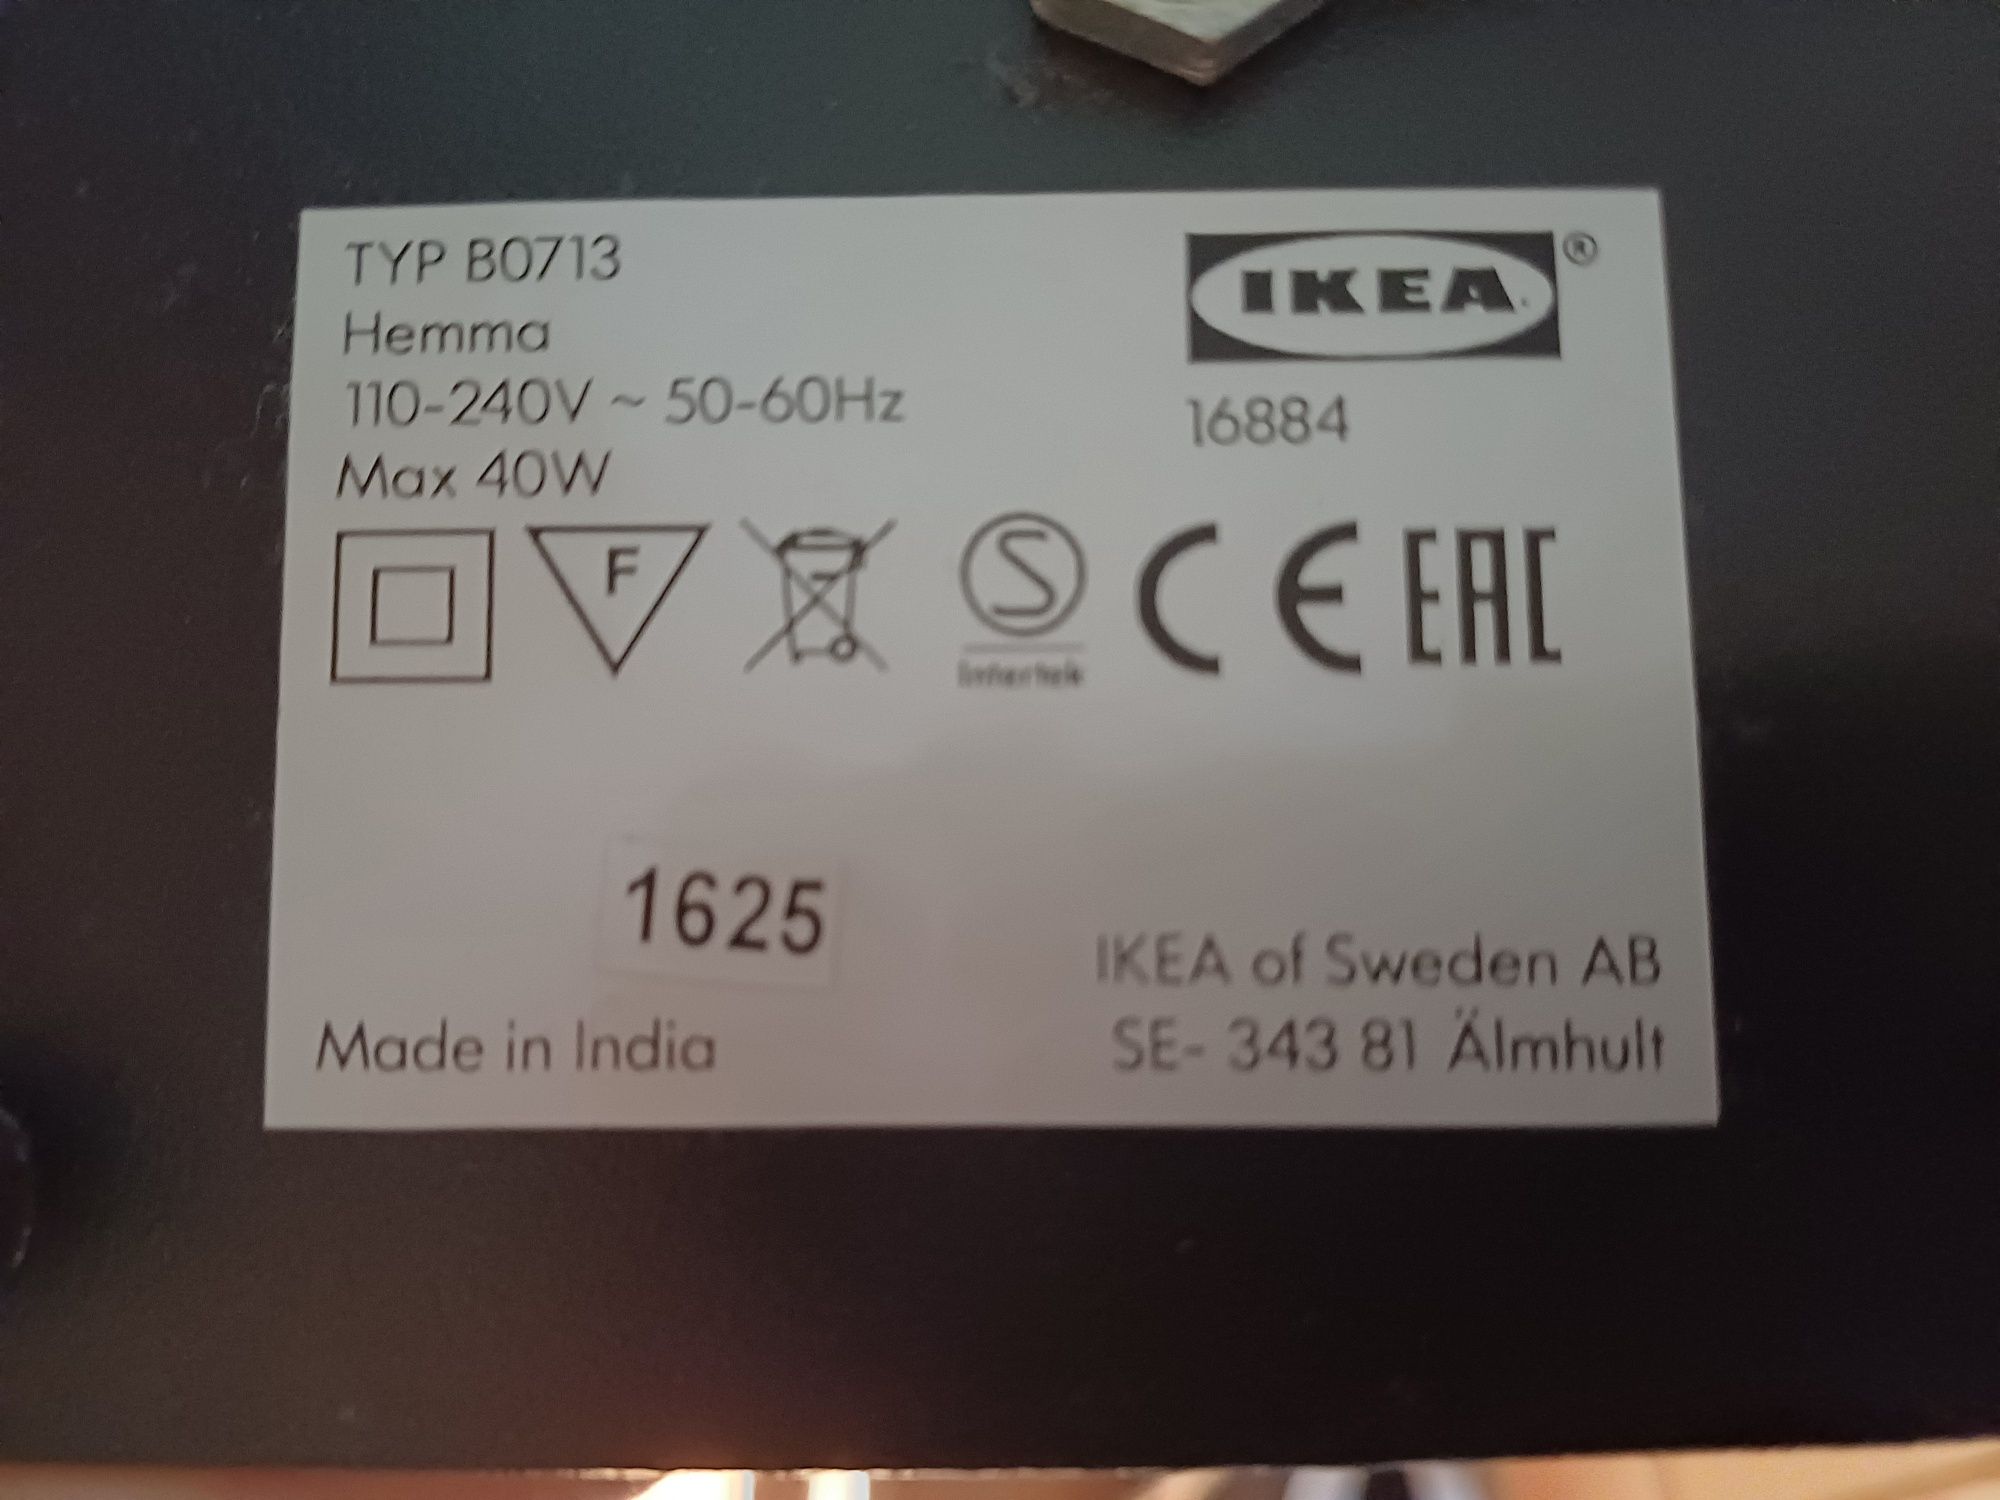 TYP B0713
Hemma
110-240V ~ 50-60Hz
Max 40W
IKEA®
16884
F
S
Intertek
CE
EAC
1625
Made in India
IKEA of Sweden AB
SE- 343 81 Älmhult